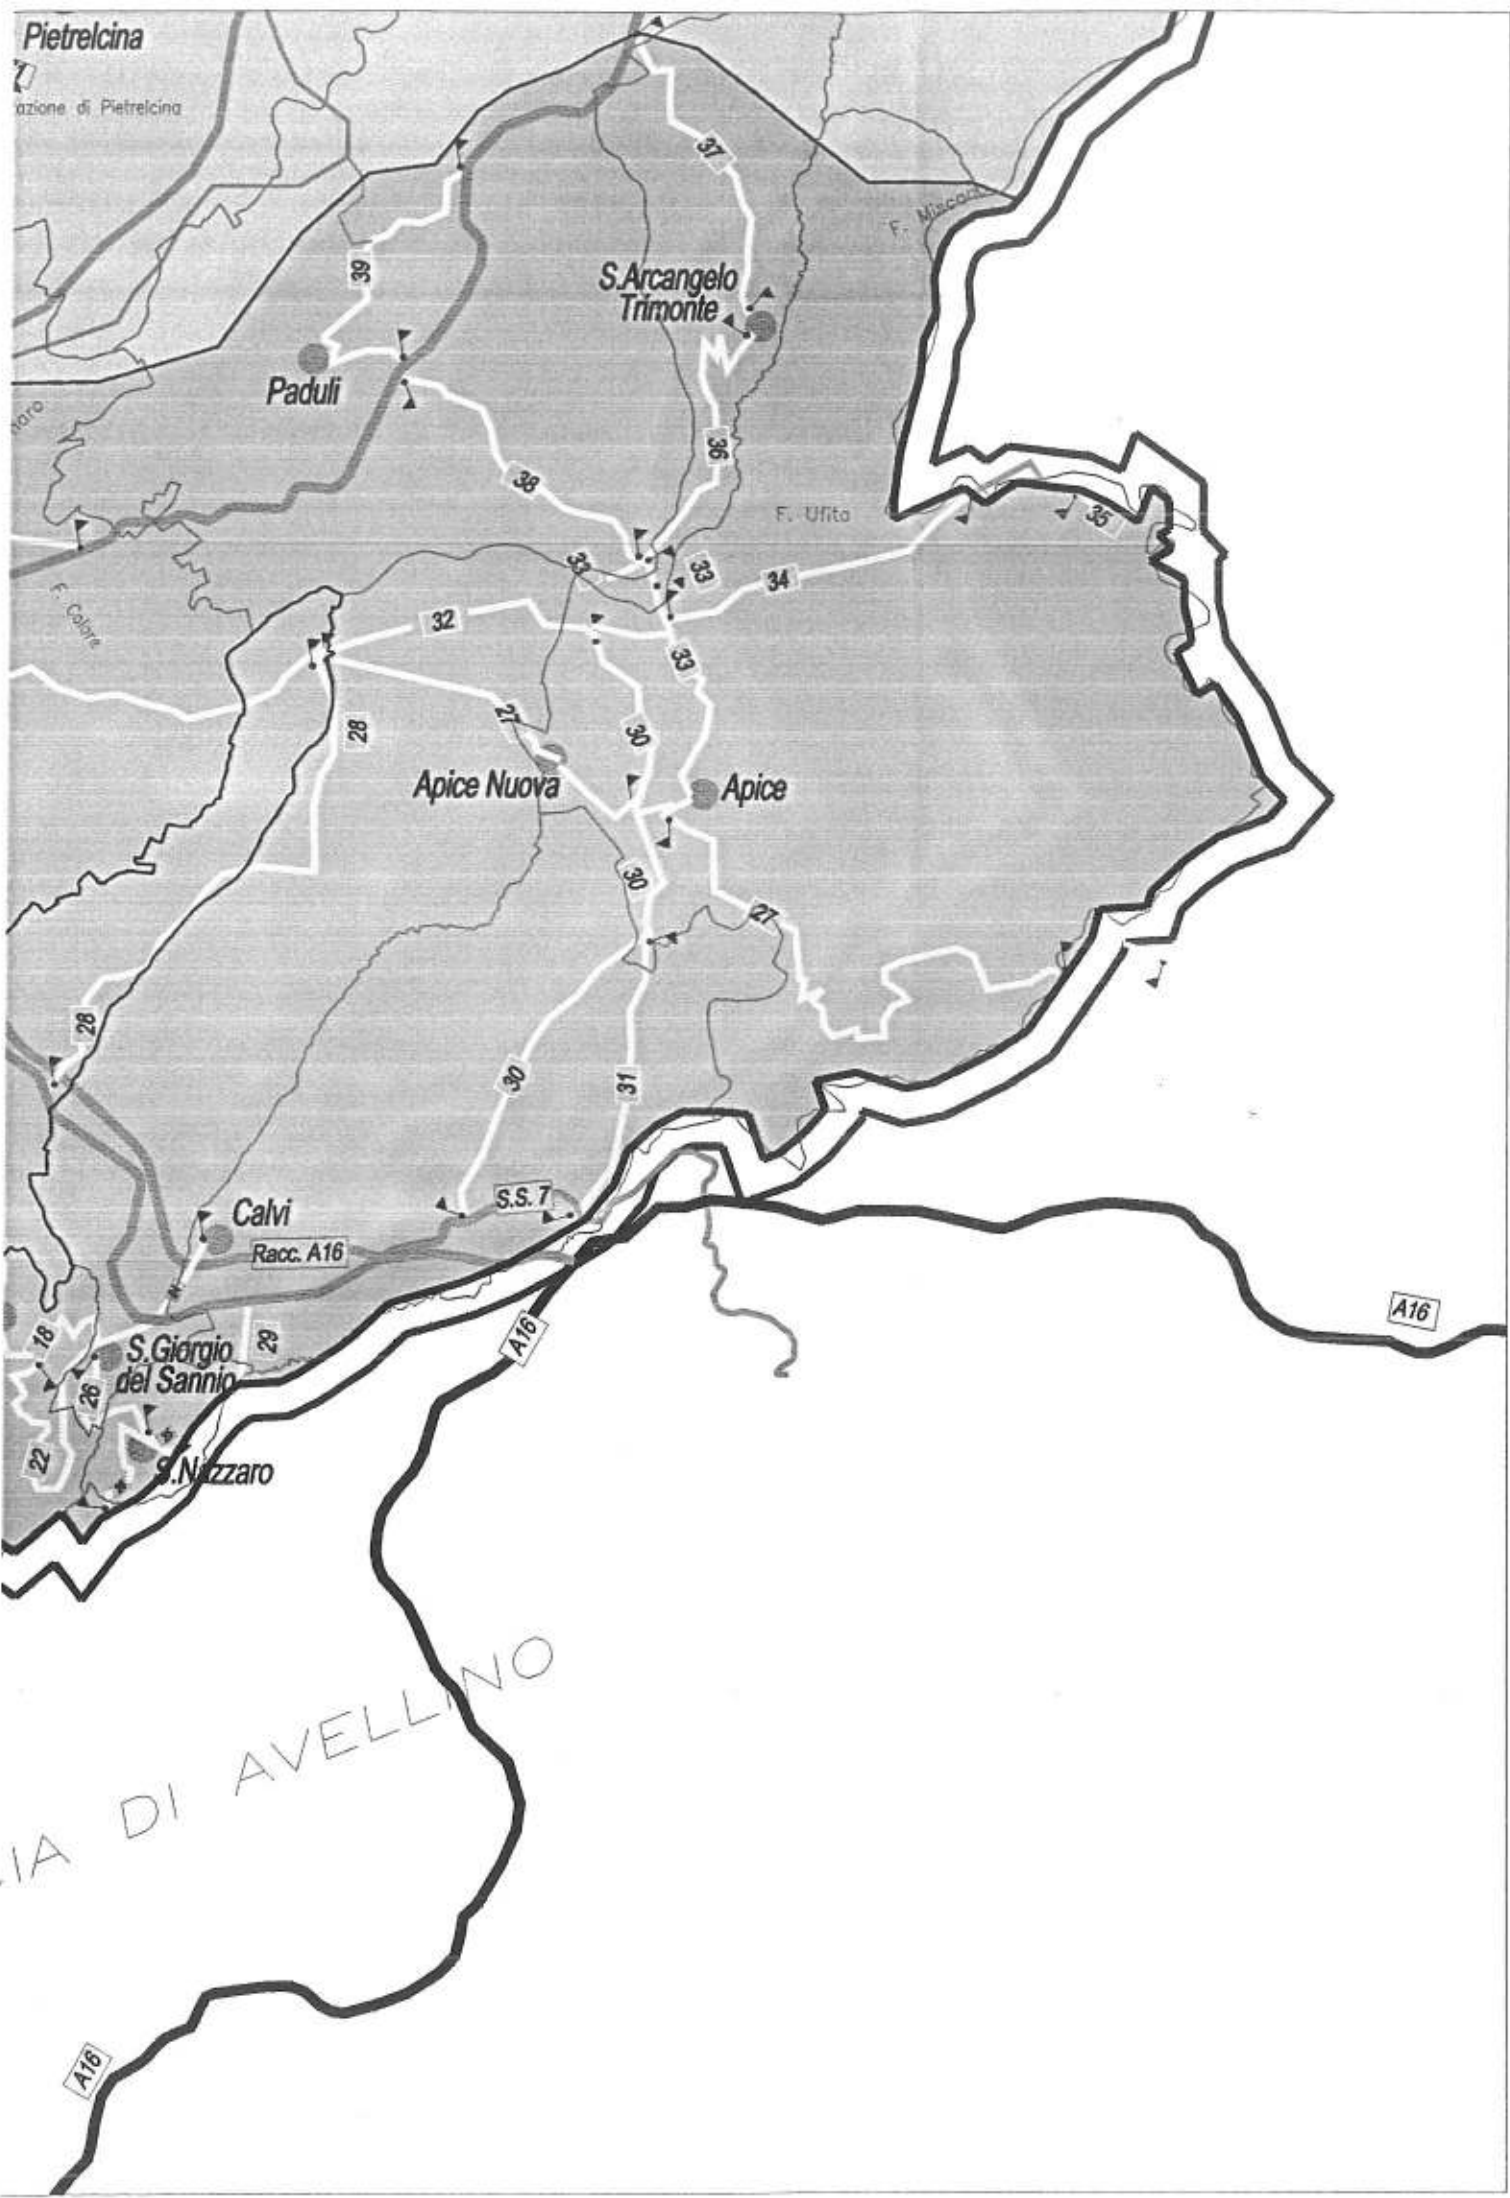 Pietrelcina
azione di Pietrelcina
37
F.
39
S.Arcangelo
Trimonte
Paduli
36
38
F. Ufita
35
33
33
34
F. Calore
32
33
28
27
30
Apice Nuova
Apice
30
27
28
30
31
S.S. 7
Calvi
Racc. A16
A16
A16
18
S.Giorgio
del Sannio
29
26
22
S.Nazzaro
IA DI AVELLINO
A16